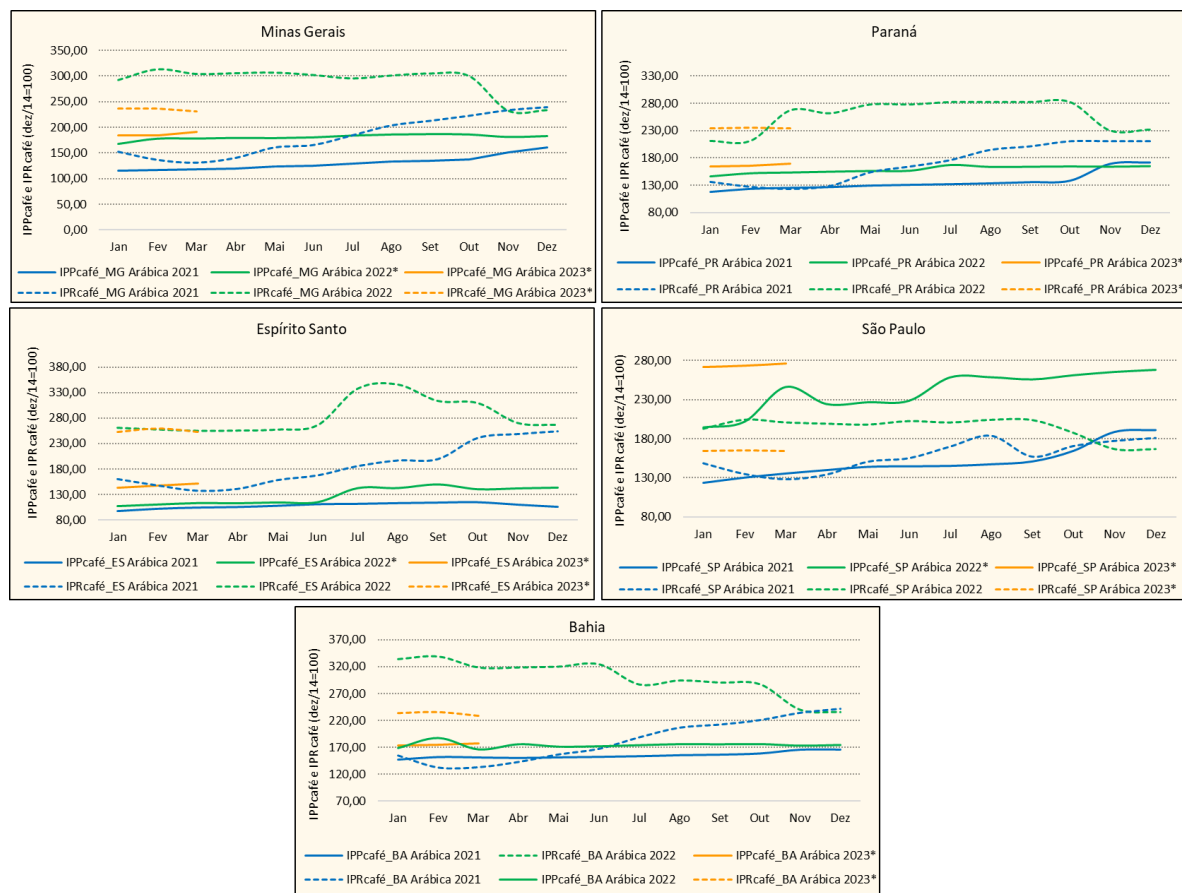 Minas Gerais
IPPcafé e IPRcafé (dez/14=100)
350,00
300,00
250,00
200,00
150,00
100,00
50,00
0,00
Jan Fev Mar Abr Mai Jun Jul Ago Set Out Nov Dez
IPPcafé_MG Arábica 2021 IPPcafé_MG Arábica 2022* IPPcafé_MG Arábica 2023*
IPRcafé_MG Arábica 2021 IPRcafé_MG Arábica 2022 IPRcafé_MG Arábica 2023*
Paraná
IPPcafé e IPRcafé (dez/14=100)
330,00
280,00
230,00
180,00
130,00
80,00
Jan Fev Mar Abr Mai Jun Jul Ago Set Out Nov Dez
IPPcafé_PR Arábica 2021 IPPcafé_PR Arábica 2022 IPPcafé_PR Arábica 2023*
IPRcafé_PR Arábica 2021 IPRcafé_PR Arábica 2022 IPRcafé_PR Arábica 2023*
Espírito Santo
IPPcafé e IPR café (dez/14=100)
380,00
330,00
280,00
230,00
180,00
130,00
80,00
Jan Fev Mar Abr Mai Jun Jul Ago Set Out Nov Dez
IPPcafé_ES Arábica 2021 IPPcafé_ES Arábica 2022* IPPcafé_ES Arábica 2023*
IPRcafé_ES Arábica 2021 IPRcafé_ES Arábica 2022 IPRcafé_ES Arábica 2023*
São Paulo
IPPcafé e IPR café (dez/14=100)
280,00
230,00
180,00
130,00
80,00
Jan Fev Mar Abr Mai Jun Jul Ago Set Out Nov Dez
IPPcafé_SP Arábica 2021 IPPcafé_SP Arábica 2022* IPPcafé_SP Arábica 2023*
IPRcafé_SP Arábica 2021 IPRcafé_SP Arábica 2022 IPRcafé_SP Arábica 2023*
Bahia
IPPcafé e IPR café (dez/14=100)
370,00
320,00
270,00
220,00
170,00
120,00
70,00
Jan Fev Mar Abr Mai Jun Jul Ago Set Out Nov Dez
IPPcafé_BA Arábica 2021 IPRcafé_BA Arábica 2022 IPPcafé_BA Arábica 2023*
IPRcafé_BA Arábica 2021 IPPcafé_BA Arábica 2022 IPRcafé_BA Arábica 2023*